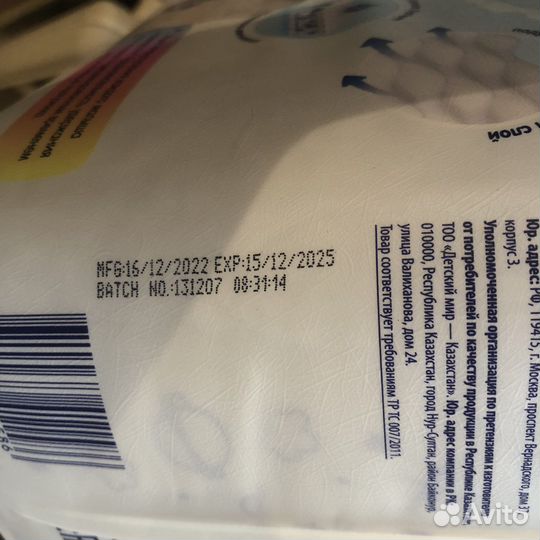 слой
MFG:16/12/2022 EXP:15/12/2025
BATCH NO.:131207 08:31:14
Юр. адрес: РФ, 119415, г. Москва, проспект Вернадского, дом 37
корпус 3.
Уполномоченная организация по претензиям к изготовителю
от потребителей по качеству продукции в Республике
ТОО «Детский мир — Казахстан». Юр. адрес компании в РК:
010000, Республика Казахстан, город Нур-Султан, район Байконур,
улица Валиханова, дом 24.
Товар соответствует требованиям ТР ТС 007/2011.
Avito